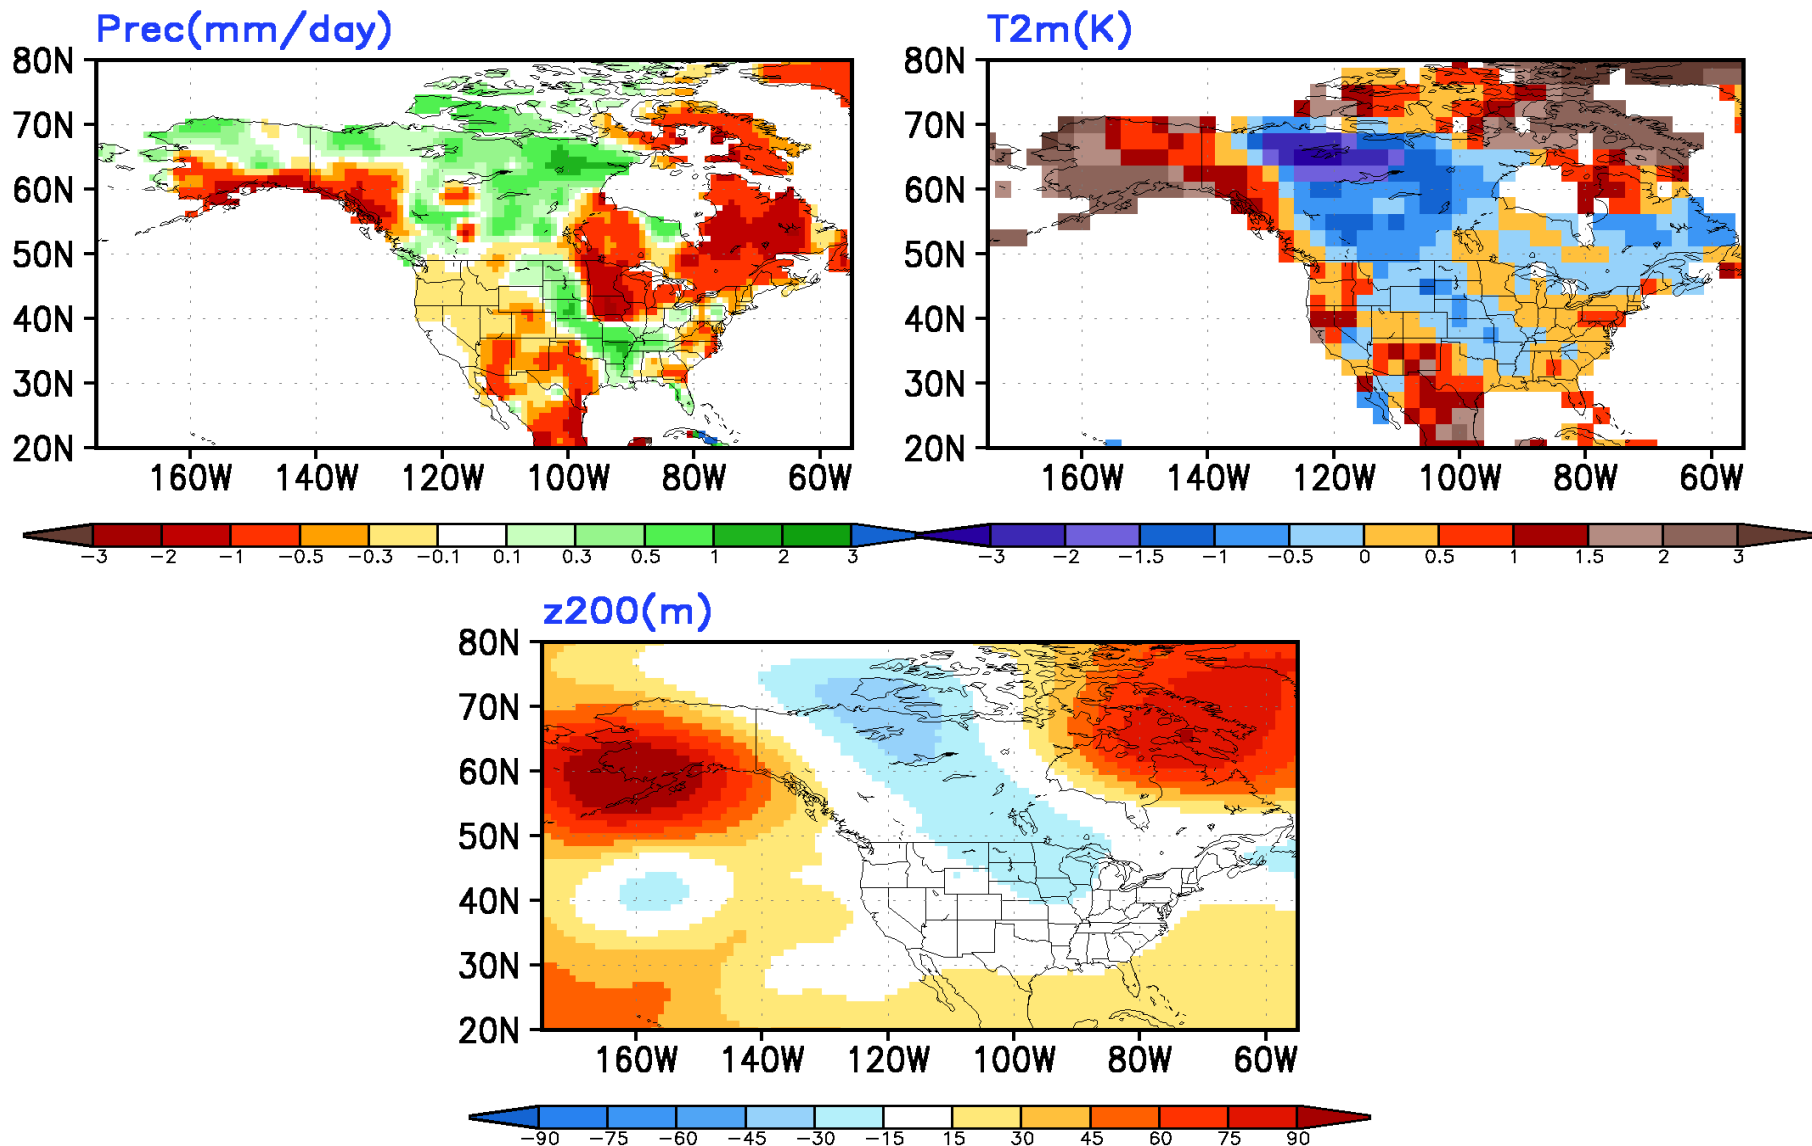 Prec(mm/day)
80N
70N
60N
50N
40N
30N
20N
160W 140W 120W 100W 80W 60W
-3 -2 -1 -0.5 -0.3 -0.1 0.1 0.3 0.5 1 2 3
T2m(K)
80N
70N
60N
50N
40N
30N
20N
160W 140W 120W 100W 80W 60W
-3 -2 -1.5 -1 -0.5 0 0.5 1 1.5 2 3
z200(m)
80N
70N
60N
50N
40N
30N
20N
160W 140W 120W 100W 80W 60W
-90 -75 -60 -45 -30 -15 15 30 45 60 75 90